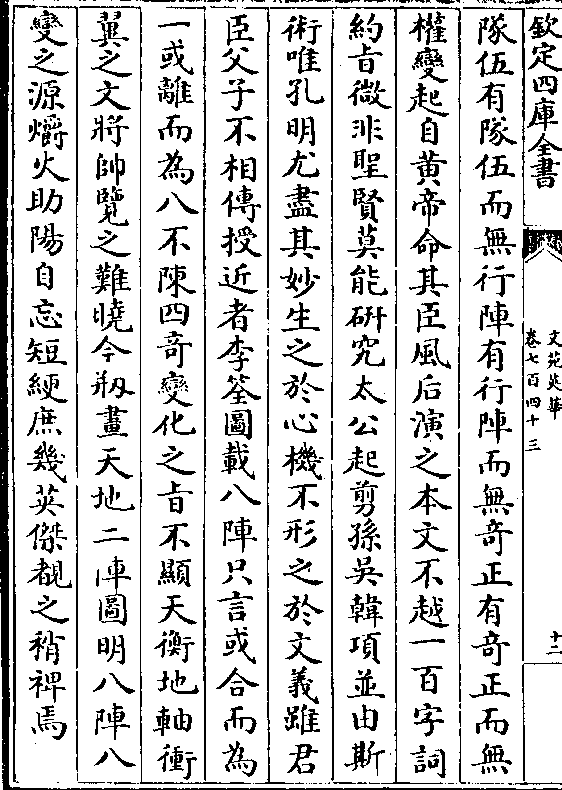 欽定四庫全書
文苑英華
卷七百四十三
十二
隊伍有隊伍而無行陣有行陣而無竒正有竒正而無
權變起自黄帝命其臣風后演之本文不越一百字詞
約㫖微非聖賢莫能研究太公起剪孫吳韓項並由斯
術唯孔明尤盡其妙生之於心機不形之於文義雖君
臣父子不相傳授近者李筌圖載八陣只言或合而為
一或離而為八不陳四竒變化之㫖不顯天衡地軸衝
翼之文將帥覽之難曉今剏畫天地二陣圖明八陣八
變之源爝火助陽自忘短綆庶幾英傑覩之稍裨焉